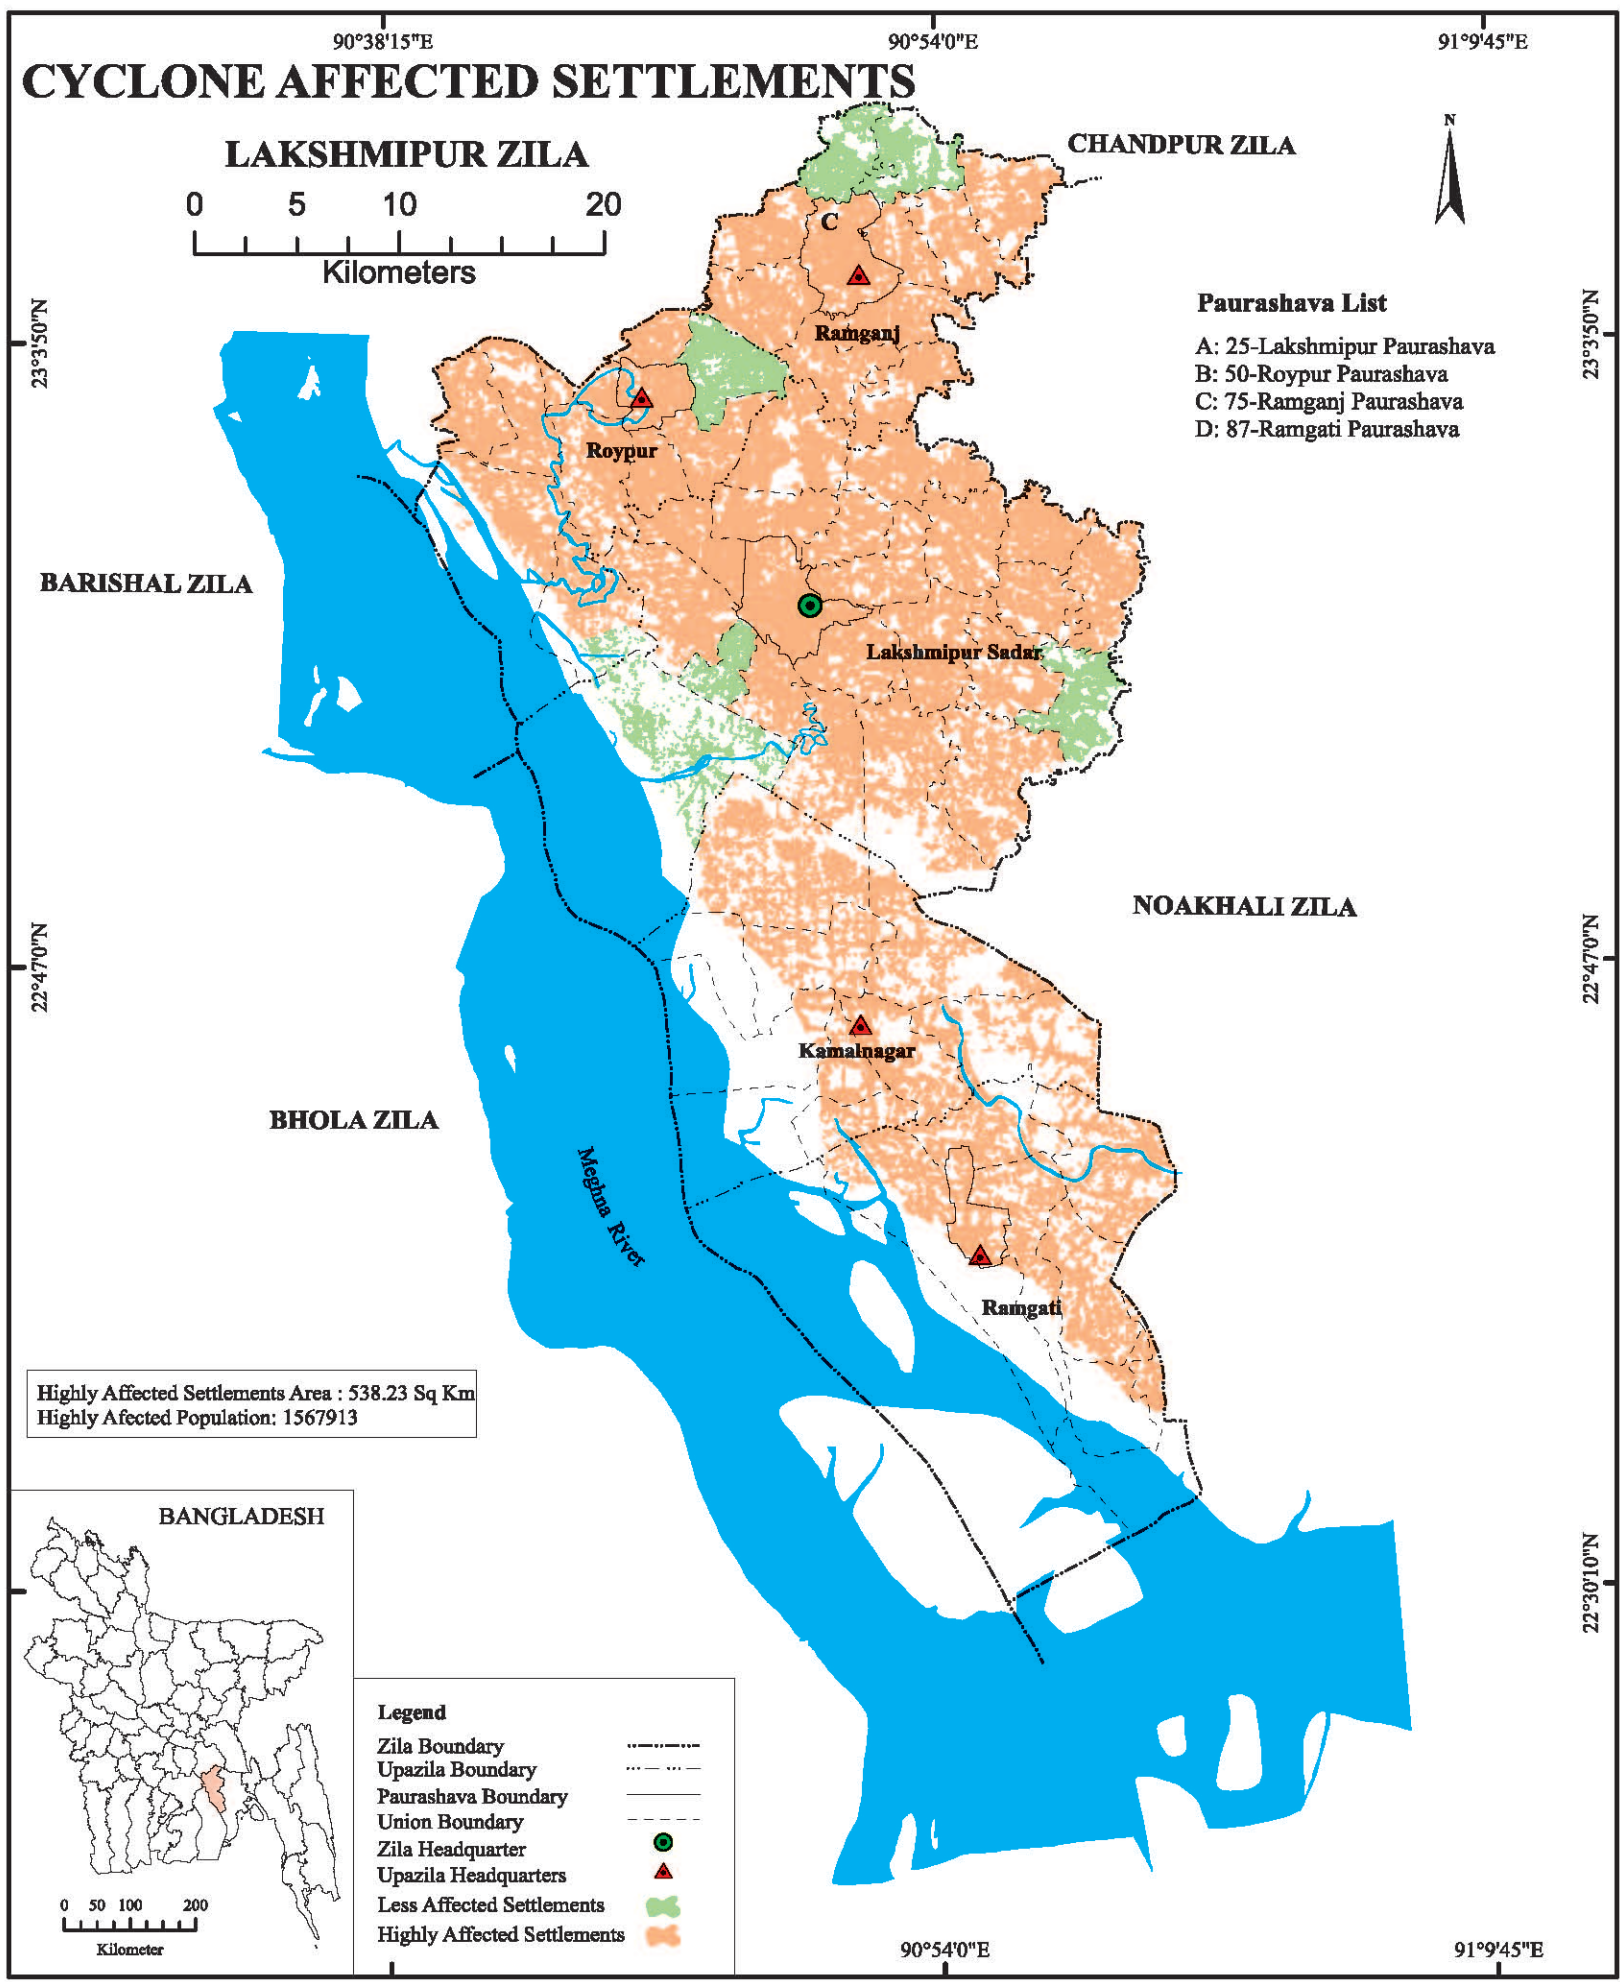 90°38'15"E
90°54'0"E
91°9'45"E
CYCLONE AFFECTED SETTLEMENTS
LAKSHMIPUR ZILA
0 5 10 20
Kilometers
CHANDPUR ZILA
N
C
Ramganj
Paurashava List
A: 25-Lakshmipur Paurashava
B: 50-Roypur Paurashava
C: 75-Ramganj Paurashava
D: 87-Ramgati Paurashava
23°3'50"N
23°3'50"N
Roypur
BARISHAL ZILA
Lakshmipur Sadar
NOAKHALI ZILA
22°47'0"N
22°47'0"N
Kamalnagar
BHOLA ZILA
Meghna River
Ramgati
Highly Affected Settlements Area : 538.23 Sq Km
Highly Afected Population: 1567913
BANGLADESH
22°30'10"N
0 50 100 200
Kilometer
Legend
Zila Boundary
Upazila Boundary
Paurashava Boundary
Union Boundary
Zila Headquarter
Upazila Headquarters
Less Affected Settlements
Highly Affected Settlements
90°54'0"E
91°9'45"E